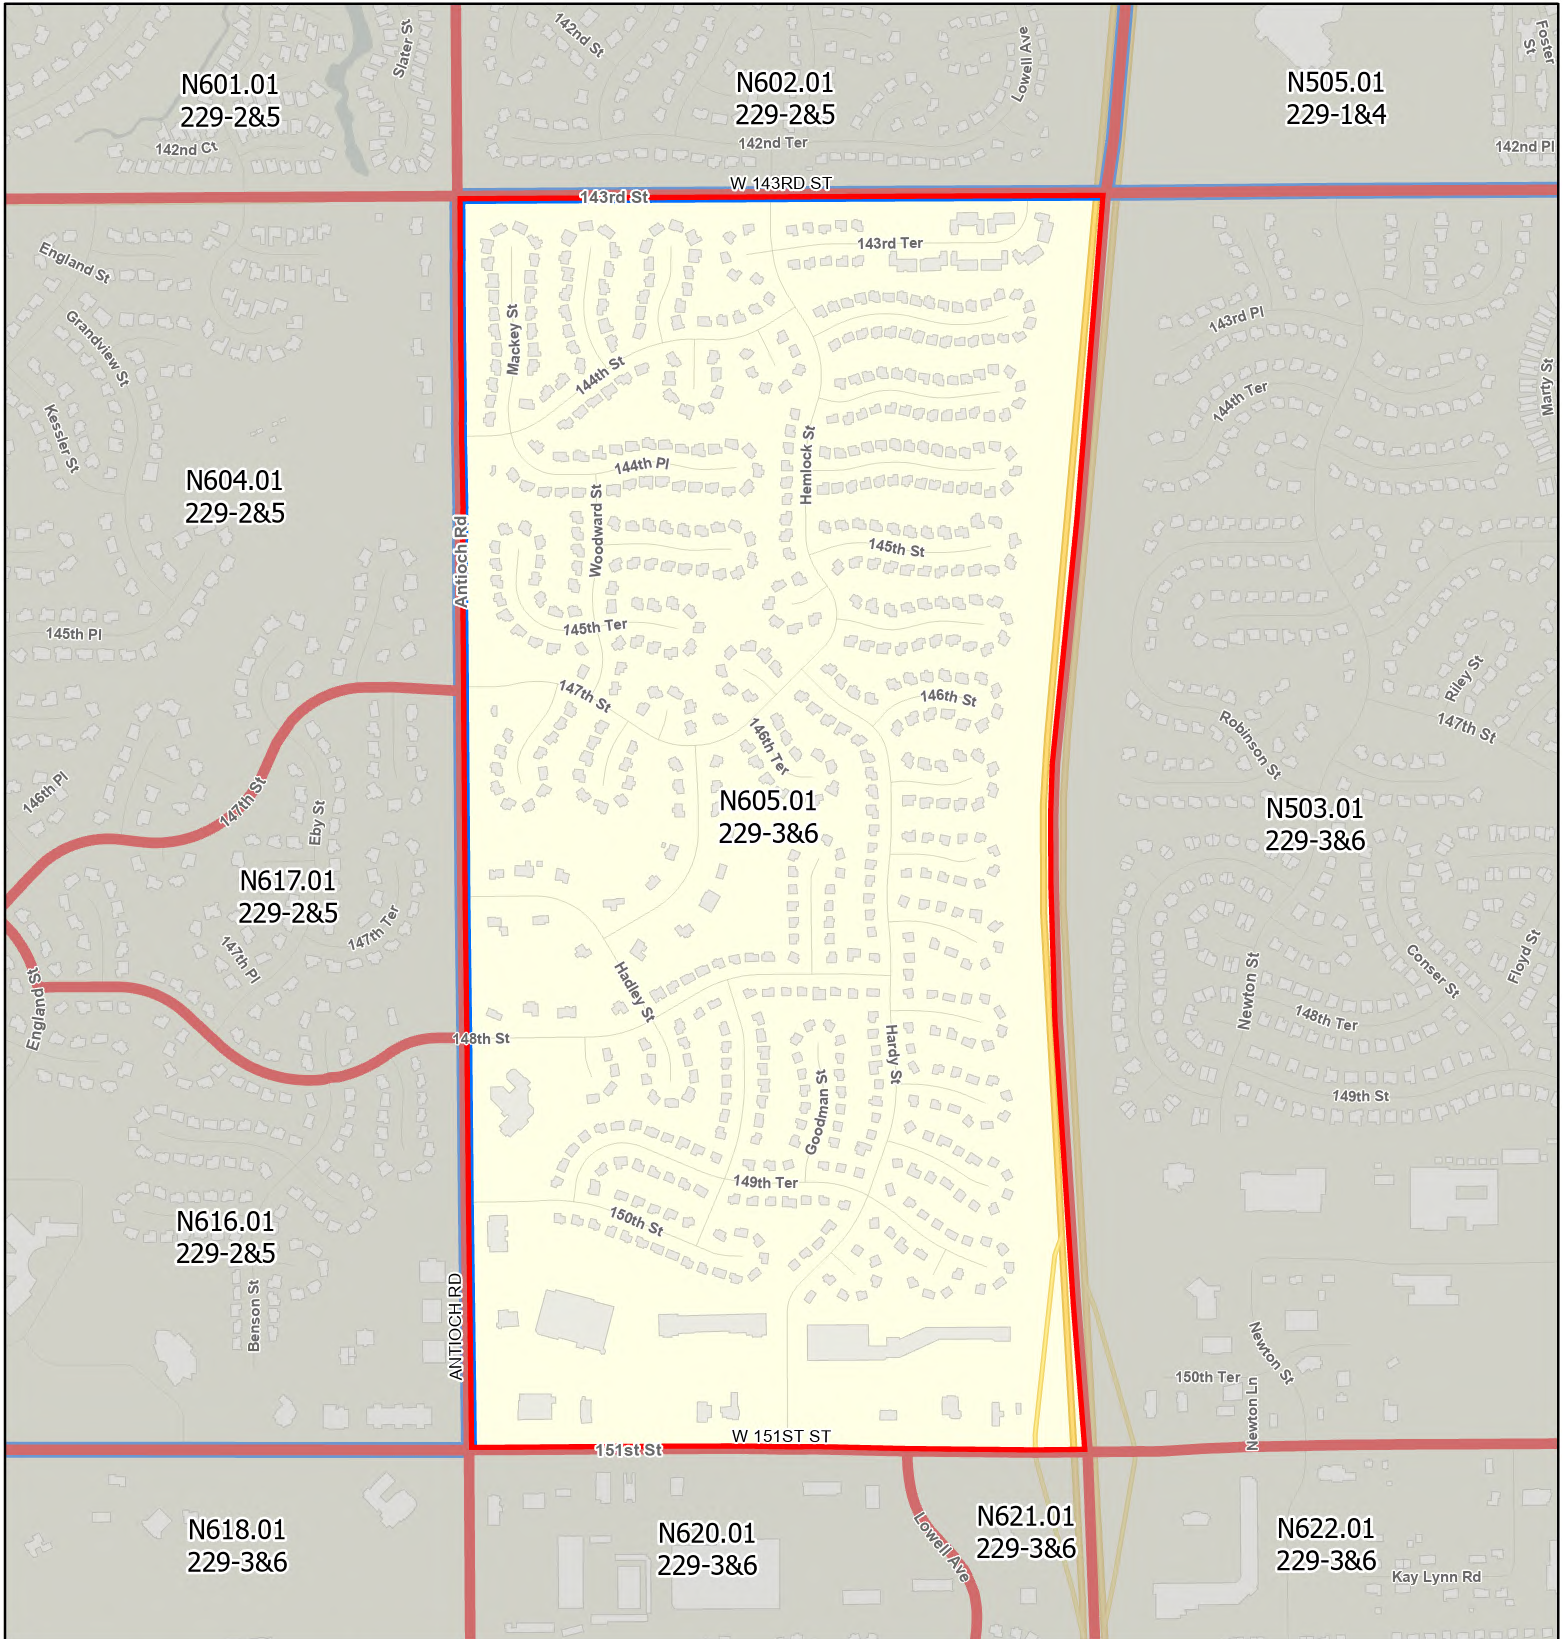 142nd St
Slater St
Lowell Ave
Foster St
N601.01
229-2&5
N602.01
229-2&5
N505.01
229-1&4
142nd Ct
142nd Ter
142nd Pl
W 143RD ST
143rd St
England St
143rd Ter
Mackey St
143rd Pl
Grandview St
144th St
144th Ter
Marty St
Kessler St
Hemlock St
144th Pl
N604.01
229-2&5
Woodward St
Antioch Rd
145th St
145th Pl
145th Ter
Riley St
147th St
146th St
Robinson St
147th St
146th Ter
146th Pl
147th St
Eby St
N605.01
229-3&6
N503.01
229-3&6
N617.01
229-2&5
147th Ter
147th Pl
Hadley St
Newton St
Conser St
Floyd St
England St
148th St
148th Ter
Hardy St
Goodman St
149th St
149th Ter
150th St
N616.01
229-2&5
Benson St
ANTIOCH RD
Newton St
150th Ter
Newton Ln
W 151ST ST
151st St
N618.01
229-3&6
N620.01
229-3&6
Lowell Ave
N621.01
229-3&6
N622.01
229-3&6
Kay Lynn Rd